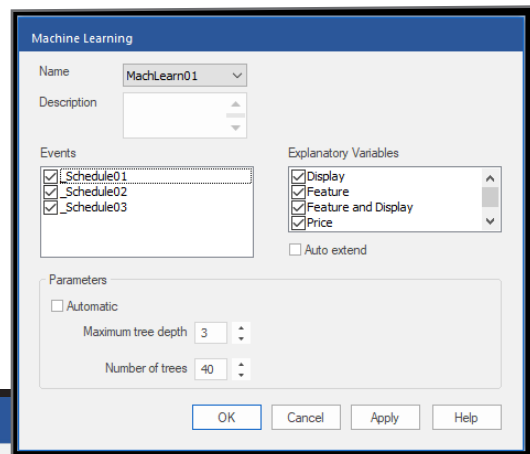 Machine Learning
Name MachLearn01
Description
Events Explanatory Variables
_Schedule01 Display
_Schedule02 Feature
_Schedule03 Feature and Display
Price
Auto extend
Parameters
Automatic
Maximum tree depth 3
Number of trees 40
OK Cancel Apply Help